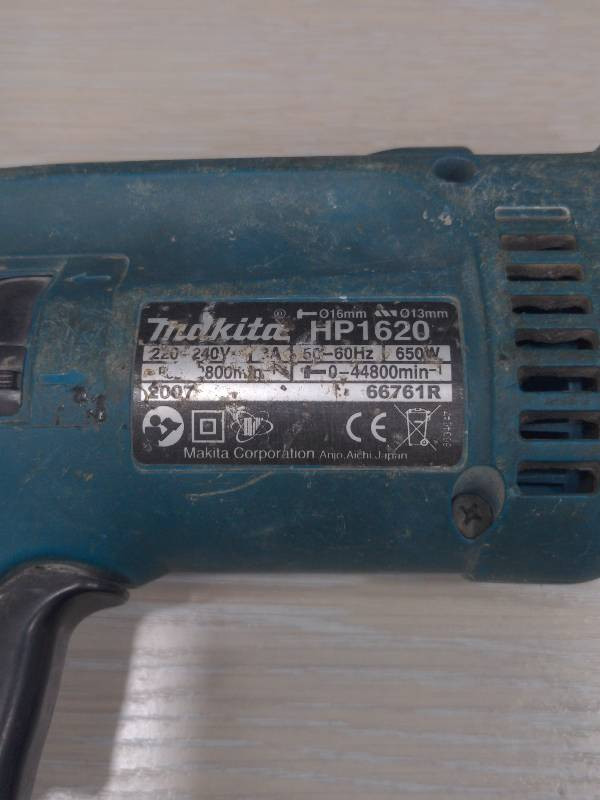 Makita ® Ø16mm Ø13mm
HP1620
220-240V 3A 50-60Hz 650W
0-44800min⁻¹
2007 66761R
CE
Makita Corporation Anjo, Aichi, Japan